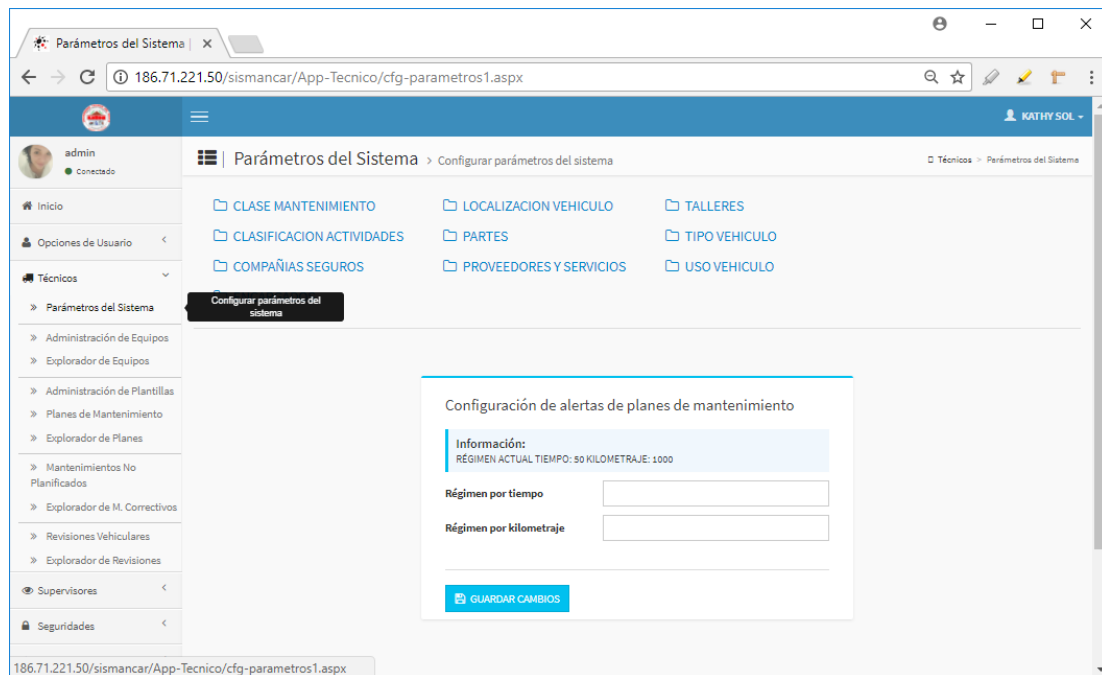 Parámetros del Sistema |
186.71.221.50/sismancar/App-Tecnico/cfg-parametros1.aspx
KATHY SOL
admin
Conectado
| Parámetros del Sistema > Configurar parámetros del sistema
Técnicos > Parámetros del Sistema
Inicio
Opciones de Usuario
Técnicos
» Parámetros del Sistema
» Administración de Equipos
» Explorador de Equipos
» Administración de Plantillas
» Planes de Mantenimiento
» Explorador de Planes
» Mantenimientos No
Planificados
» Explorador de M. Correctivos
» Revisiones Vehiculares
» Explorador de Revisiones
Supervisores
Seguridades
CLASE MANTENIMIENTO
LOCALIZACION VEHICULO
TALLERES
CLASIFICACION ACTIVIDADES
PARTES
TIPO VEHICULO
COMPAÑIAS SEGUROS
PROVEEDORES Y SERVICIOS
USO VEHICULO
Configurar parámetros del
sistema
Configuración de alertas de planes de mantenimiento
Información:
RÉGIMEN ACTUAL TIEMPO: 50 KILOMETRAJE: 1000
Régimen por tiempo
Régimen por kilometraje
GUARDAR CAMBIOS
186.71.221.50/sismancar/App-Tecnico/cfg-parametros1.aspx